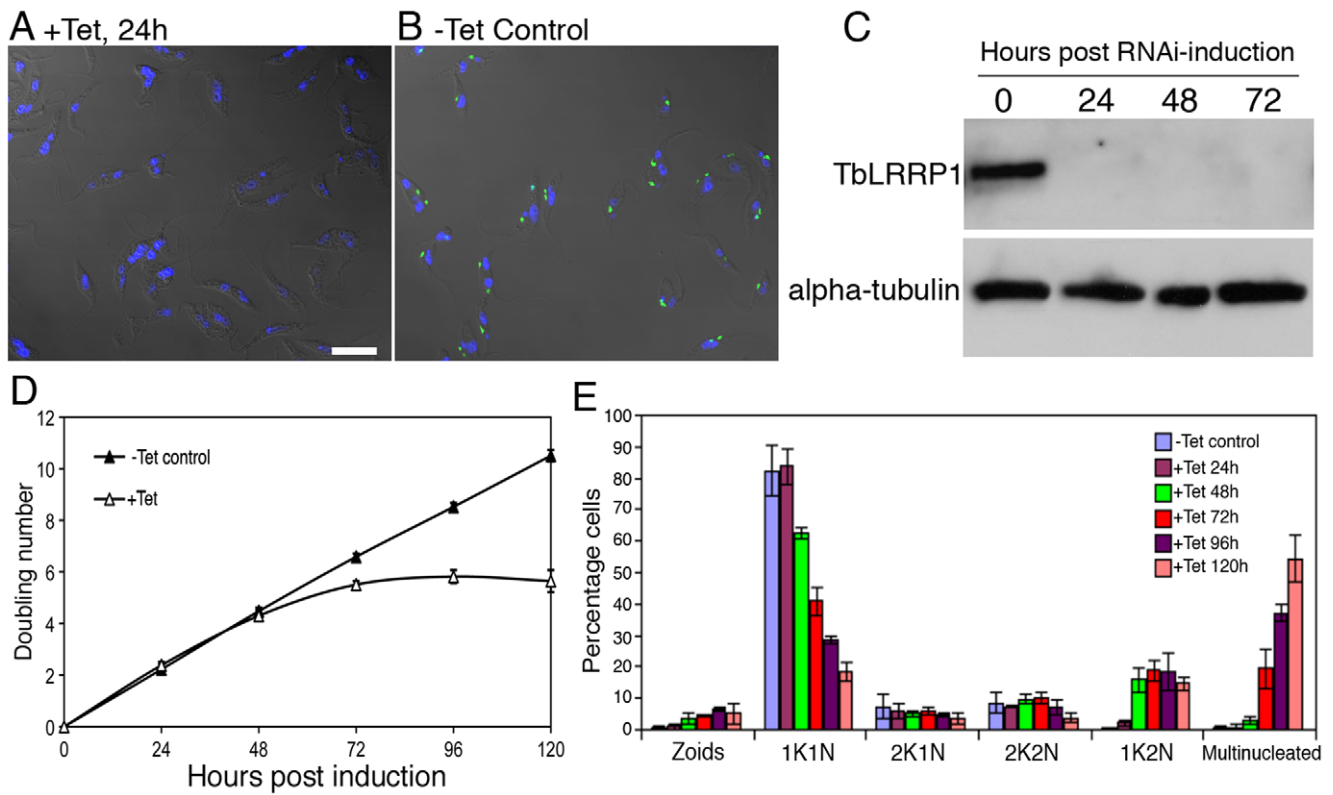 A +Tet, 24h
B -Tet Control
C
Hours post RNAi-induction
0 24 48 72
TbLRRP1
alpha-tubulin
D
12
10
8
6
4
2
0
Doubling number
-Tet control
+Tet
0 24 48 72 96 120
Hours post induction
E
100
90
80
70
60
50
40
30
20
10
0
Percentage cells
-Tet control
+Tet 24h
+Tet 48h
+Tet 72h
+Tet 96h
+Tet 120h
Zoids 1K1N 2K1N 2K2N 1K2N Multinucleated